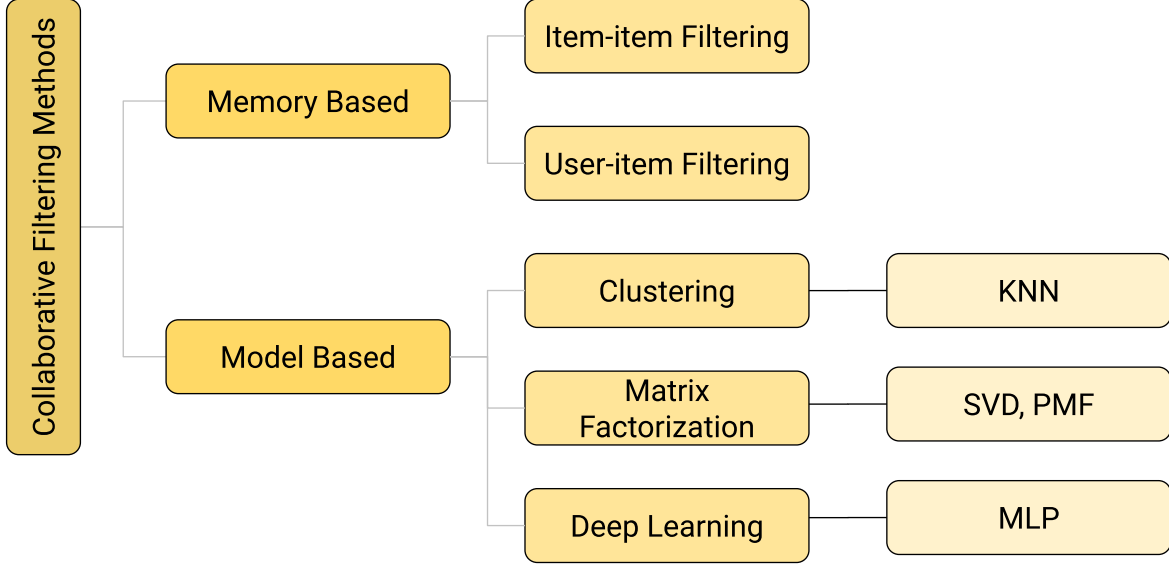 Collaborative Filtering Methods
Memory Based
Item-item Filtering
User-item Filtering
Model Based
Clustering
KNN
Matrix
Factorization
SVD, PMF
Deep Learning
MLP